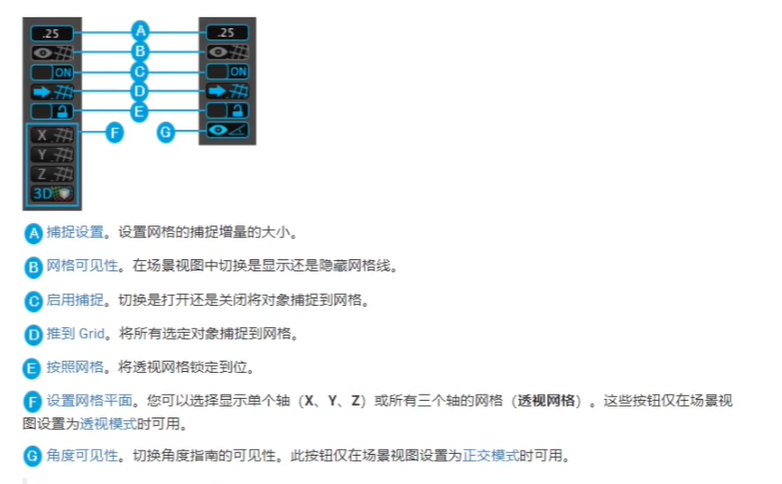 .25 A .25
B
ON C ON
D
E
X F G
Y
Z
3D
A 捕捉设置。设置网格的捕捉增量的大小。
B 网格可见性。在场景视图中切换是显示还是隐藏网格线。
C 启用捕捉。切换是打开还是关闭将对象捕捉到网格。
D 推到 Grid。将所有选定对象捕捉到网格。
E 按照网格。将透视网格锁定到位。
F 设置网格平面。您可以选择显示单个轴（X、Y、Z）或所有三个轴的网格（透视网格）。这些按钮仅在场景视
图设置为透视模式时可用。
G 角度可见性。切换角度指南的可见性。此按钮仅在场景视图设置为正交模式时可用。